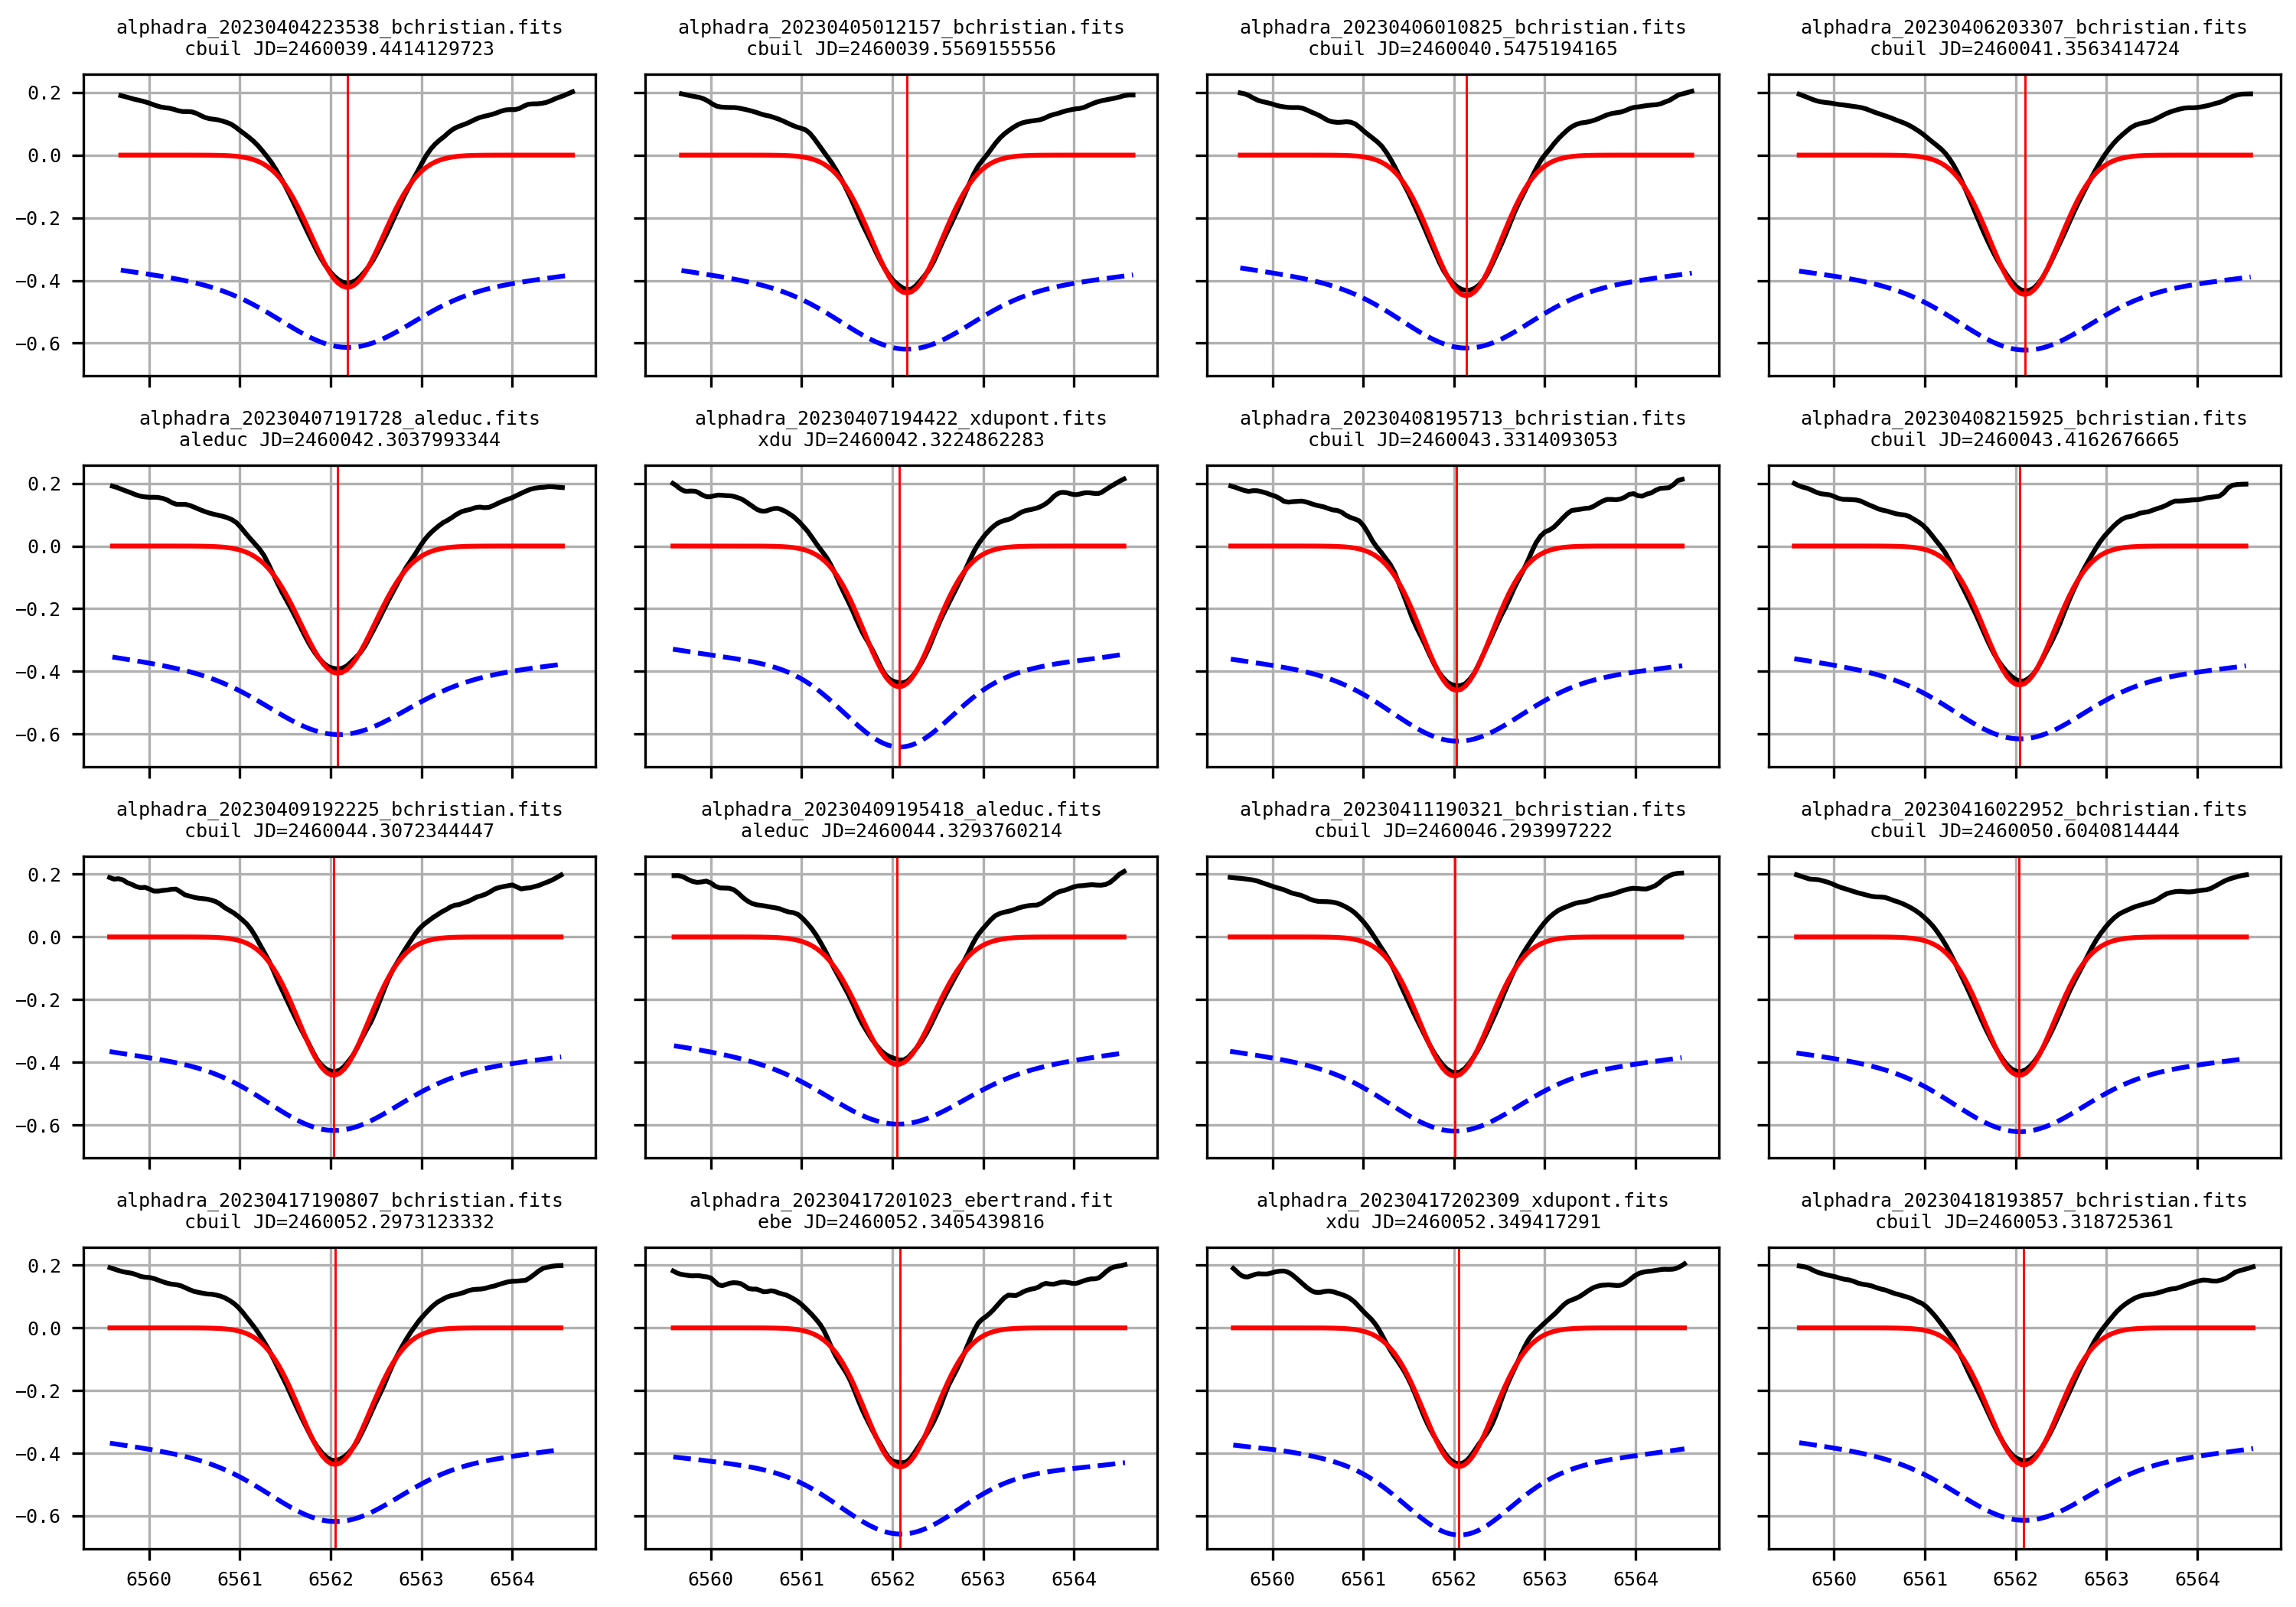 alphadra_20230404223538_bchristian.fits
cbuil JD=2460039.4414129723
alphadra_20230405012157_bchristian.fits
cbuil JD=2460039.5569155556
alphadra_20230406010825_bchristian.fits
cbuil JD=2460040.5475194165
alphadra_20230406203307_bchristian.fits
cbuil JD=2460041.3563414724
0.2
0.0
−0.2
−0.4
−0.6
alphadra_20230407191728_aleduc.fits
aleduc JD=2460042.3037993344
alphadra_20230407194422_xdupont.fits
xdu JD=2460042.3224862283
alphadra_20230408195713_bchristian.fits
cbuil JD=2460043.3314093053
alphadra_20230408215925_bchristian.fits
cbuil JD=2460043.4162676665
0.2
0.0
−0.2
−0.4
−0.6
alphadra_20230409192225_bchristian.fits
cbuil JD=2460044.3072344447
alphadra_20230409195418_aleduc.fits
aleduc JD=2460044.3293760214
alphadra_20230411190321_bchristian.fits
cbuil JD=2460046.293997222
alphadra_20230416022952_bchristian.fits
cbuil JD=2460050.6040814444
0.2
0.0
−0.2
−0.4
−0.6
alphadra_20230417190807_bchristian.fits
cbuil JD=2460052.2973123332
alphadra_20230417201023_ebertrand.fit
ebe JD=2460052.3405439816
alphadra_20230417202309_xdupont.fits
xdu JD=2460052.349417291
alphadra_20230418193857_bchristian.fits
cbuil JD=2460053.318725361
0.2
0.0
−0.2
−0.4
−0.6
6560 6561 6562 6563 6564
6560 6561 6562 6563 6564
6560 6561 6562 6563 6564
6560 6561 6562 6563 6564